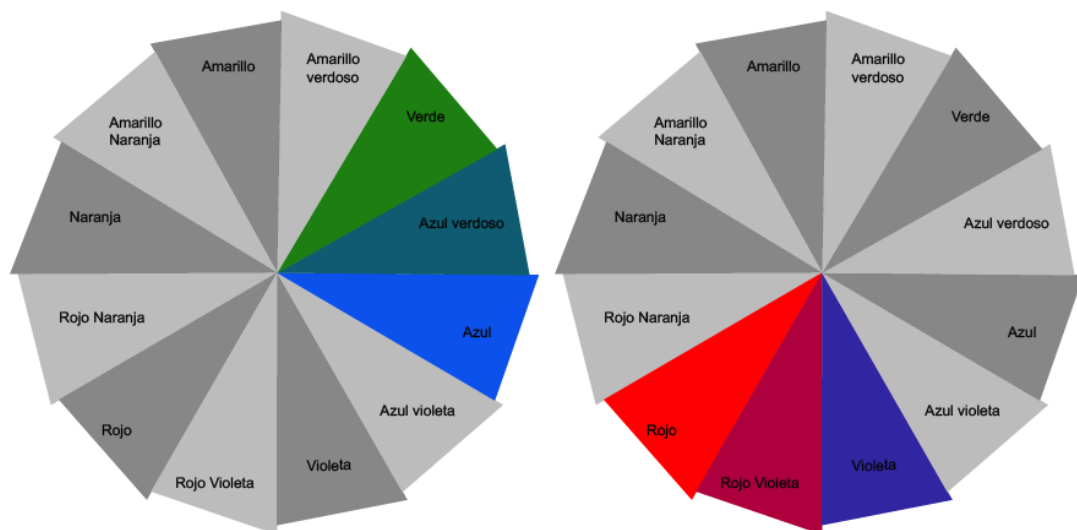 Amarillo
Amarillo
verdoso
Verde
Azul verdoso
Azul
Azul violeta
Violeta
Rojo Violeta
Rojo
Rojo Naranja
Naranja
Amarillo
Naranja
Amarillo
Amarillo
verdoso
Verde
Azul verdoso
Azul
Azul violeta
Violeta
Rojo Violeta
Rojo
Rojo Naranja
Naranja
Amarillo
Naranja